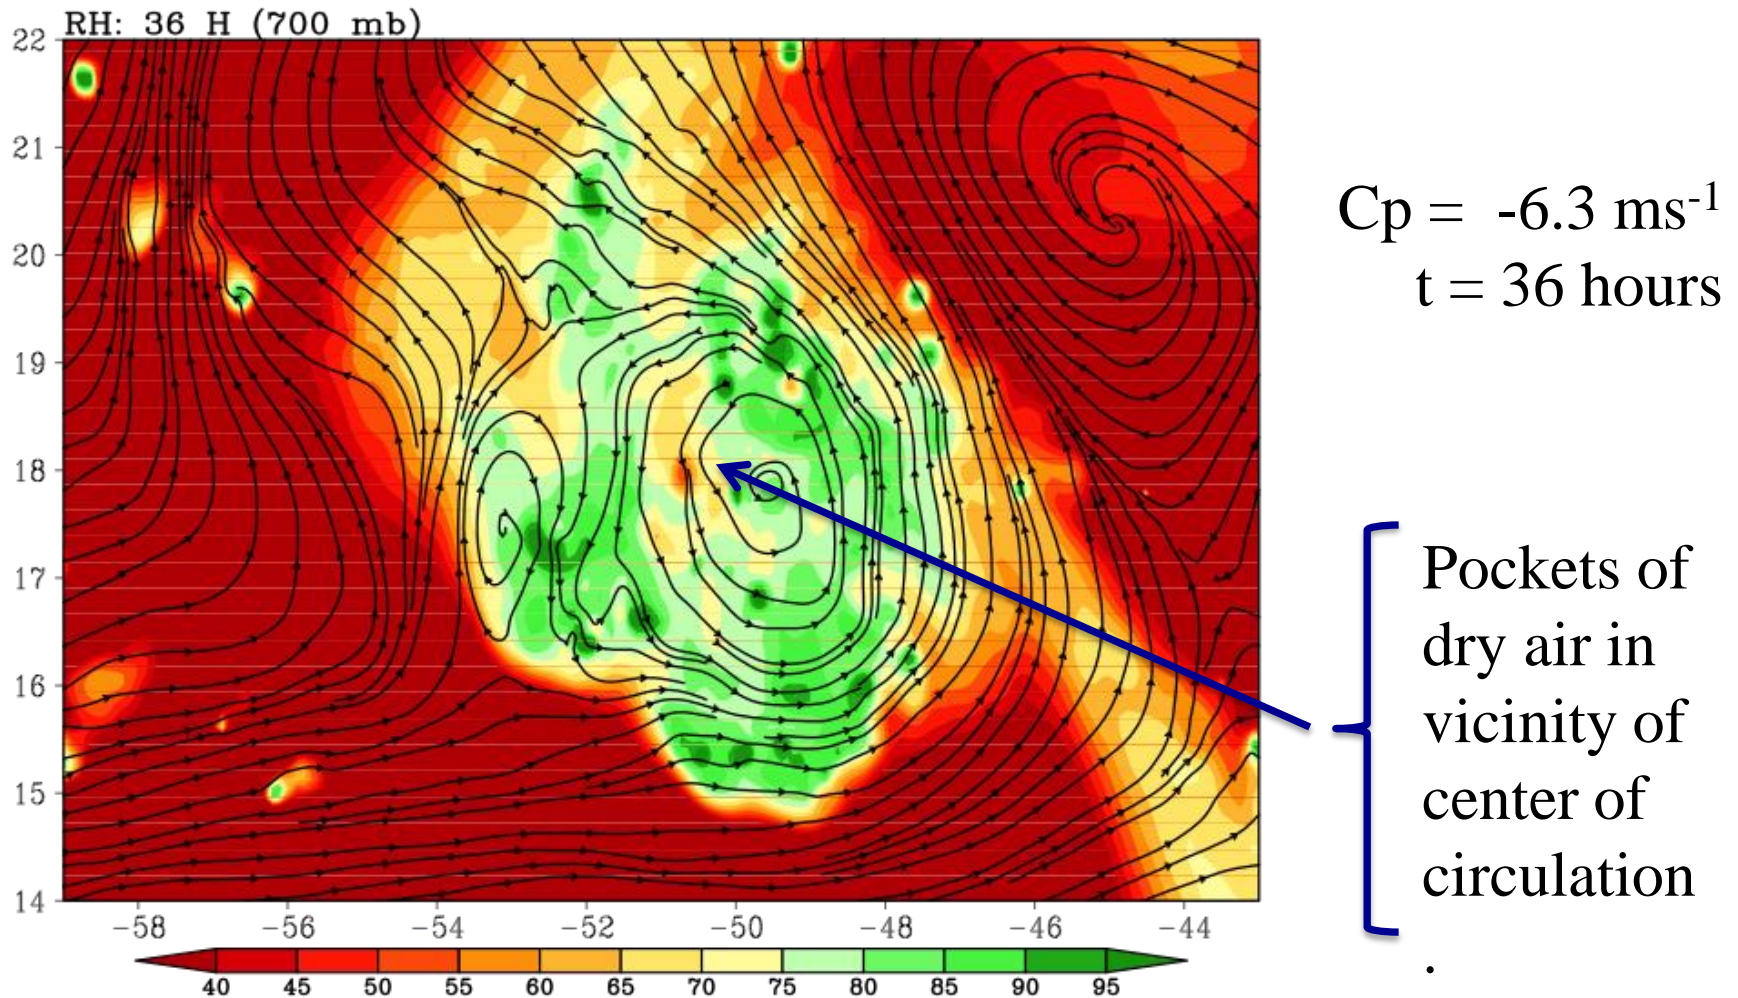 RH: 36 H (700 mb)
22
21
20
19
18
17
16
15
14
-58 -56 -54 -52 -50 -48 -46 -44
40 45 50 55 60 65 70 75 80 85 90 95
Cp = -6.3 ms-1
t = 36 hours
Pockets of
dry air in
vicinity of
center of
circulation
.